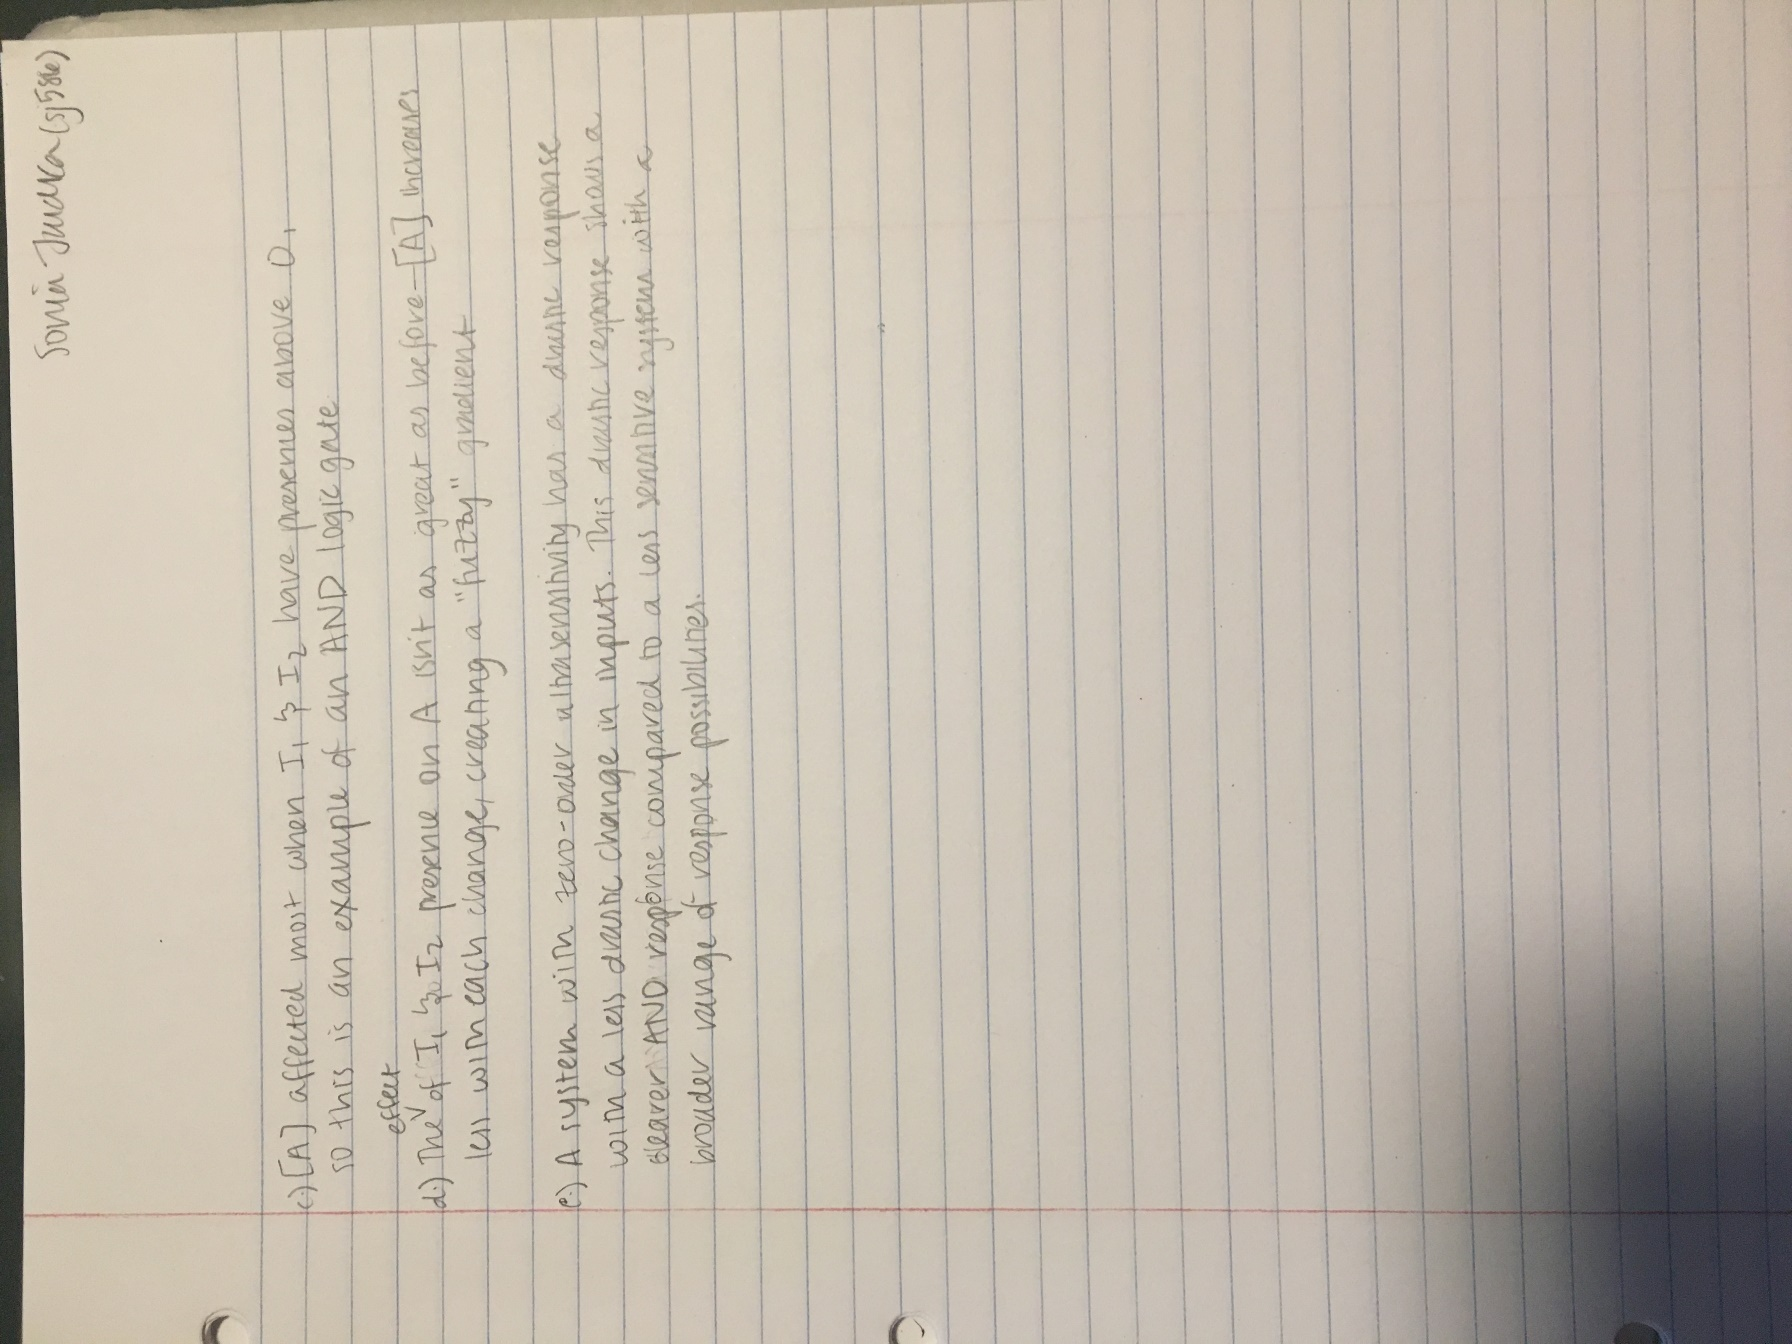 Sonia (sj586)
c.) [A] affected most when I1 & I2 have presences above 0,
so this is an example of an AND logic gate.
effect
d.) The of I1 & I2 presence on A isn't as great as before—[A] increases
less with each change, creating a "fuzzy" gradient
e.) A system with zero-order ultrasensitivity has a drastic response
with a less drastic change in inputs. This drastic response shows a
clearer AND response compared to a less sensitive system with a
broader range of response possibilities.